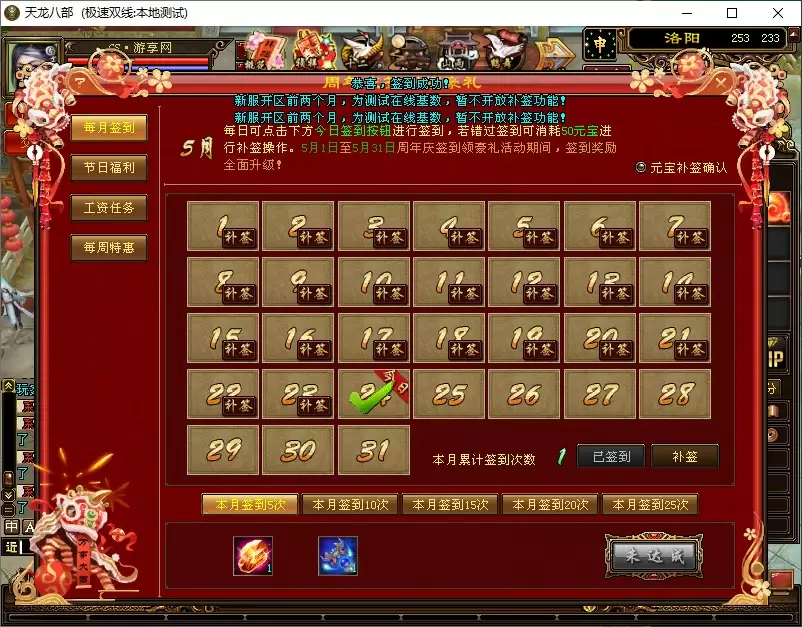 天龙八部 (极速双线:本地测试)
游享网
洛阳 253 233
申
恭喜,签到成功!
新服开区前两个月,为测试在线基数,暂不开放补签功能!
新服开区前两个月,为测试在线基数,暂不开放补签功能!
每月签到
节日福利
工资任务
每周特惠
5月
每日可点击下方今日签到按钮进行签到,若错过签到可消耗50元宝进
行补签操作。5月1日至5月31日周年庆签到领豪礼活动期间,签到奖励
全面升级!
元宝补签确认
1 补签 2 补签 3 补签 4 补签 5 补签 6 补签 7 补签
8 补签 9 补签 10 补签 11 补签 12 补签 13 补签 14 补签
15 补签 16 补签 17 补签 18 补签 19 补签 20 补签 21 补签
22 补签 23 补签 24 25 26 27 28
29 30 31
本月累计签到次数 1 已签到 补签
本月签到5次 本月签到10次 本月签到15次 本月签到20次 本月签到25次
1
未达成